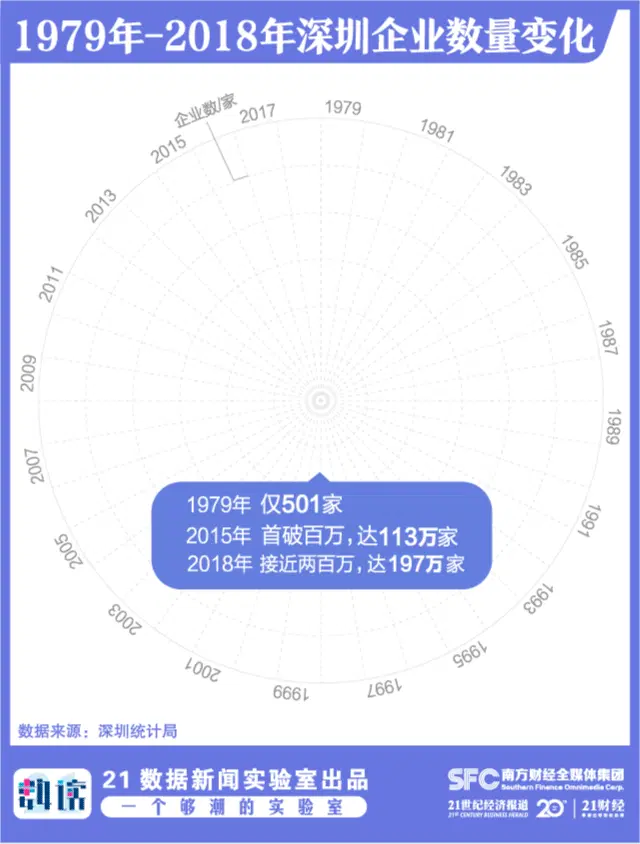 1979年-2018年深圳企业数量变化
企业数/家
1979
1981
1983
1985
1987
1989
1991
1993
1995
1997
1999
2001
2003
2005
2007
2009
2011
2013
2015
2017
1979年 仅501家
2015年 首破百万，达113万家
2018年 接近两百万，达197万家
数据来源：深圳统计局
数读
21数据新闻实验室出品
一个够潮的实验室
SFC南方财经全媒体集团
Southern Finance Omnimedia Corp.
21世纪经济报道
21st CENTURY BUSINESS HERALD
20
21财经